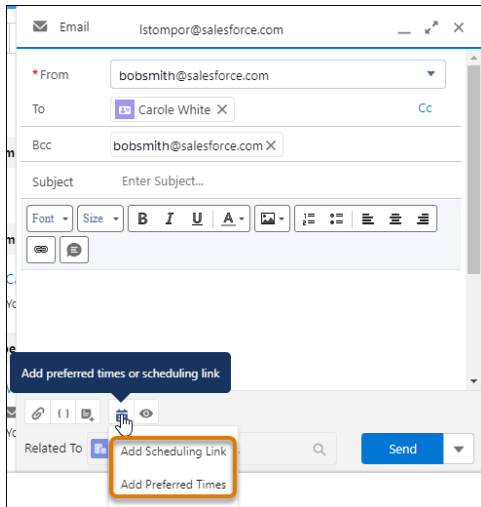 Email
lstompor@salesforce.com
*From
bobsmith@salesforce.com
To
Carole White
Cc
Bcc
bobsmith@salesforce.com
Subject
Enter Subject...
Font
Size
B I U A
Add preferred times or scheduling link
{ }
Related To
Send
Add Scheduling Link
Add Preferred Times